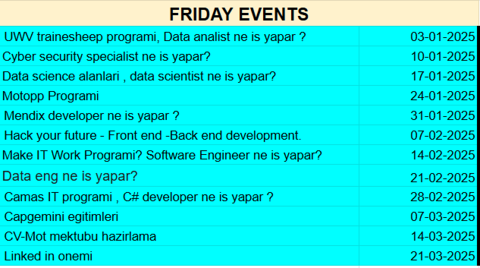 FRIDAY EVENTS
UWV trainesheep programi, Data analist ne is yapar ? 03-01-2025
Cyber security specialist ne is yapar? 10-01-2025
Data science alanlari , data scientist ne is yapar? 17-01-2025
Motopp Programi 24-01-2025
Mendix developer ne is yapar ? 31-01-2025
Hack your future - Front end -Back end development. 07-02-2025
Make IT Work Programi? Software Engineer ne is yapar? 14-02-2025
Data eng ne is yapar? 21-02-2025
Camas IT programi , C# developer ne is yapar ? 28-02-2025
Capgemini egitimleri 07-03-2025
CV-Mot mektubu hazirlama 14-03-2025
Linked in onemi 21-03-2025